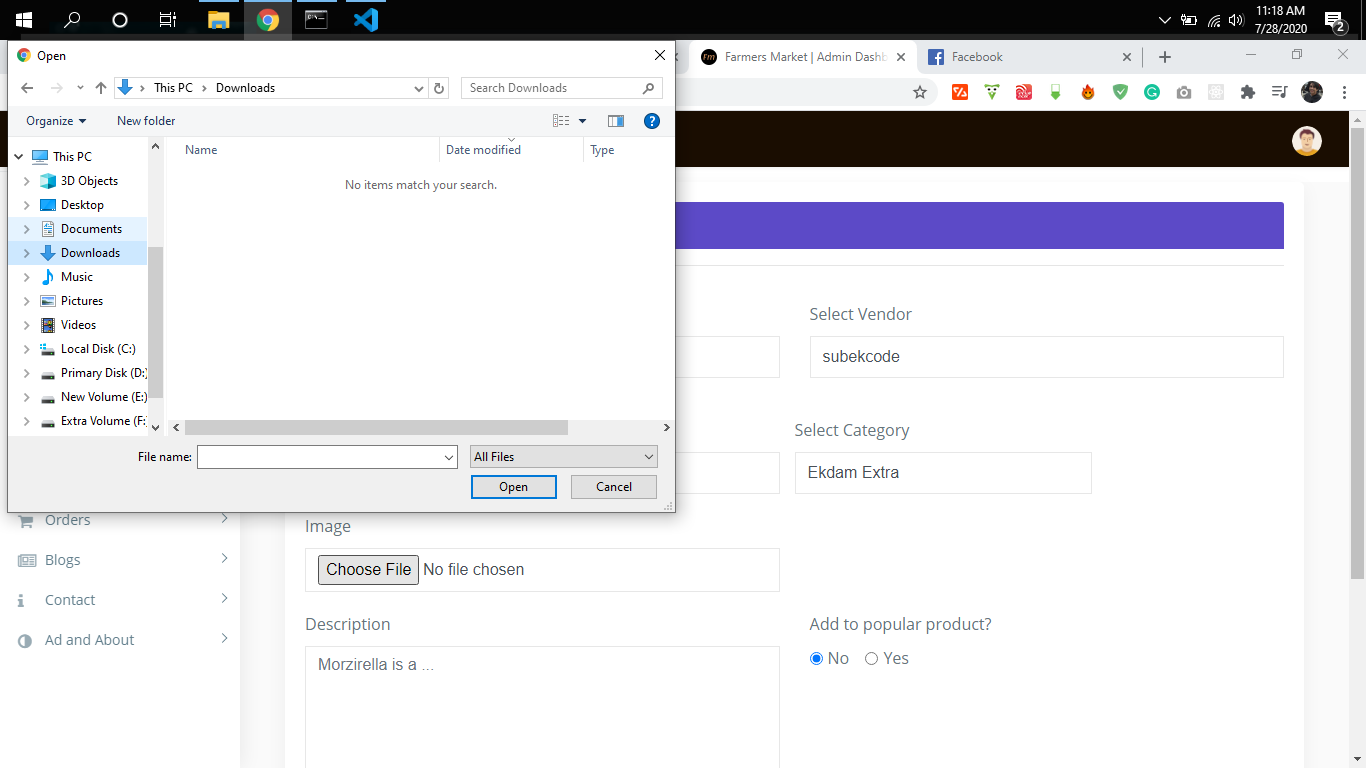 11:18 AM
7/28/2020
2
Open
Fm Farmers Market | Admin Dashb
Facebook
This PC
Downloads
Search Downloads
Organize
New folder
Name
Date modified
Type
No items match your search.
This PC
3D Objects
Desktop
Documents
Downloads
Music
Pictures
Videos
Local Disk (C:)
Primary Disk (D:)
New Volume (E:)
Extra Volume (F:
File name:
All Files
Open
Cancel
Select Vendor
subekcode
Select Category
Ekdam Extra
Orders
Blogs
Contact
Ad and About
Image
Choose File No file chosen
Description
Morzirella is a ...
Add to popular product?
No
Yes